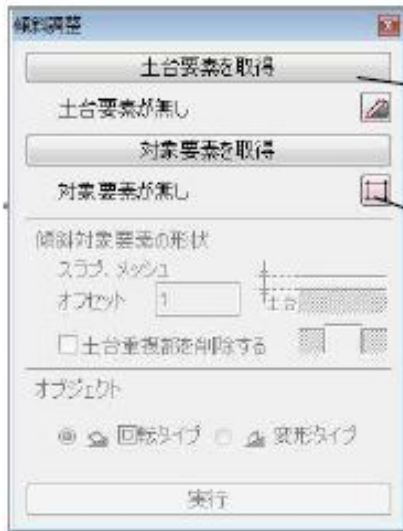 傾斜調整
土台要素を取得
土台要素が無し
対象要素を取得
対象要素が無し
傾斜対象要素の形状
スラブ、メッシュ
オフセット 1
土台
土台重複部を削除する
オブジェクト
回転タイプ 変形タイプ
実行